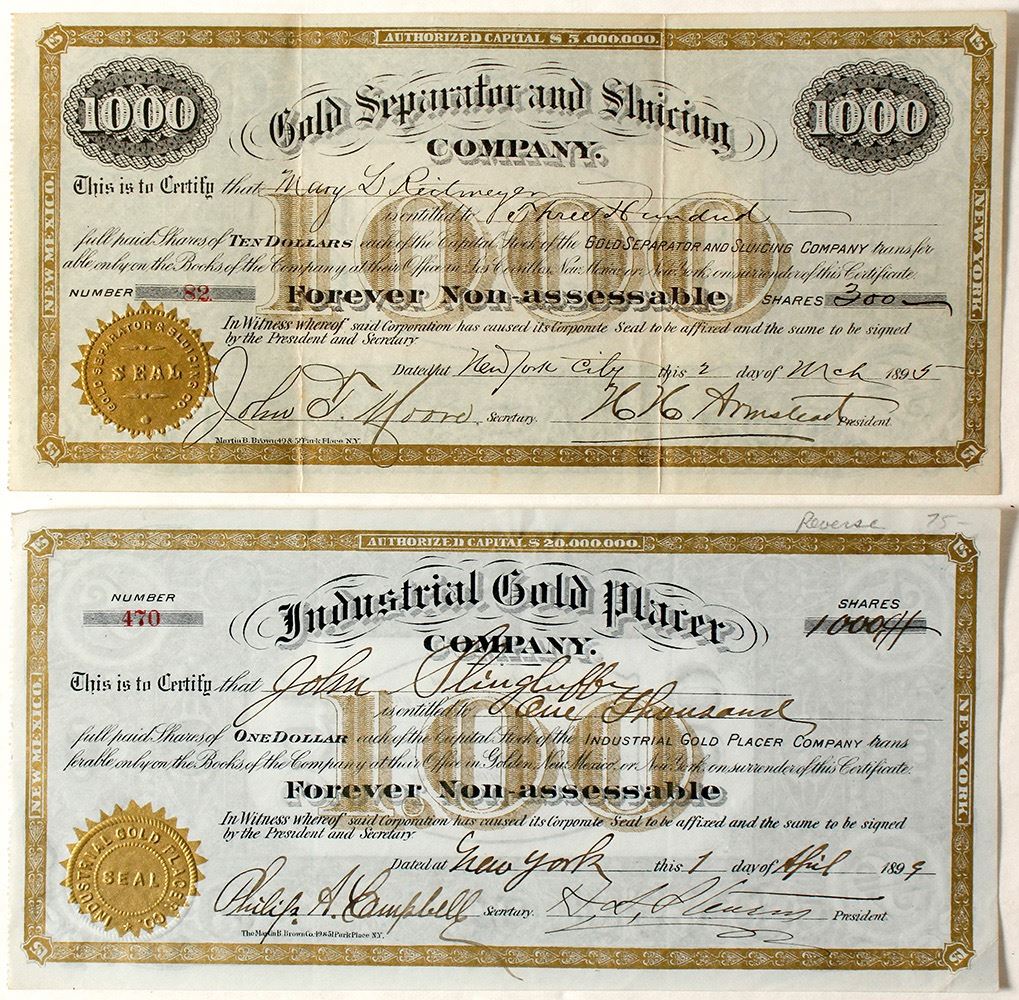 AUTHORIZED CAPITAL $ 5,000,000.
1000
Gold Separator and Sluicing
1000
COMPANY.
NEW MEXICO.
NEW YORK.
This is to Certify that Mary L Reitmeyer
is entitled to Three Hundred
1000
full paid Shares of TEN DOLLARS each of the Capital Stock of the GOLD SEPARATOR AND SLUICING COMPANY transfer
able only on the Books of the Company at their Office in Los Cerrillos, New Mexico, or New York, on surrender of this Certificate.
NUMBER 82
Forever Non-assessable
SHARES 300
In Witness whereof said Corporation has caused its Corporate Seal to be affixed and the same to be signed
by the President and Secretary
Dated at New York City this 2 day of Mch 1895
GOLD SEPARATOR & SLUICING CO.
SEAL
John T. Moore Secretary.
H H Armstead President
Martin B. Brown, 49 & 51 Park Place N.Y.
Reverse 75-
AUTHORIZED CAPITAL $ 20,000,000.
NUMBER
470
Industrial Gold Placer
COMPANY.
SHARES
1000
NEW MEXICO.
NEW YORK.
This is to Certify that John
is entitled to One Thousand
1.00
full paid Shares of ONE DOLLAR each of the Capital Stock of the INDUSTRIAL GOLD PLACER COMPANY trans
ferable only on the Books of the Company at their Office in Golden, New Mexico, or New York, on surrender of this Certificate.
Forever Non-assessable
In Witness whereof said Corporation has caused its Corporate Seal to be affixed and the same to be signed
by the President and Secretary
Dated at New York this 1 day of April 1899
INDUSTRIAL GOLD PLACER CO.
SEAL
Philip A. Campbell Secretary.
President
The Martin B. Brown Co. 49 & 51 Park Place N.Y.